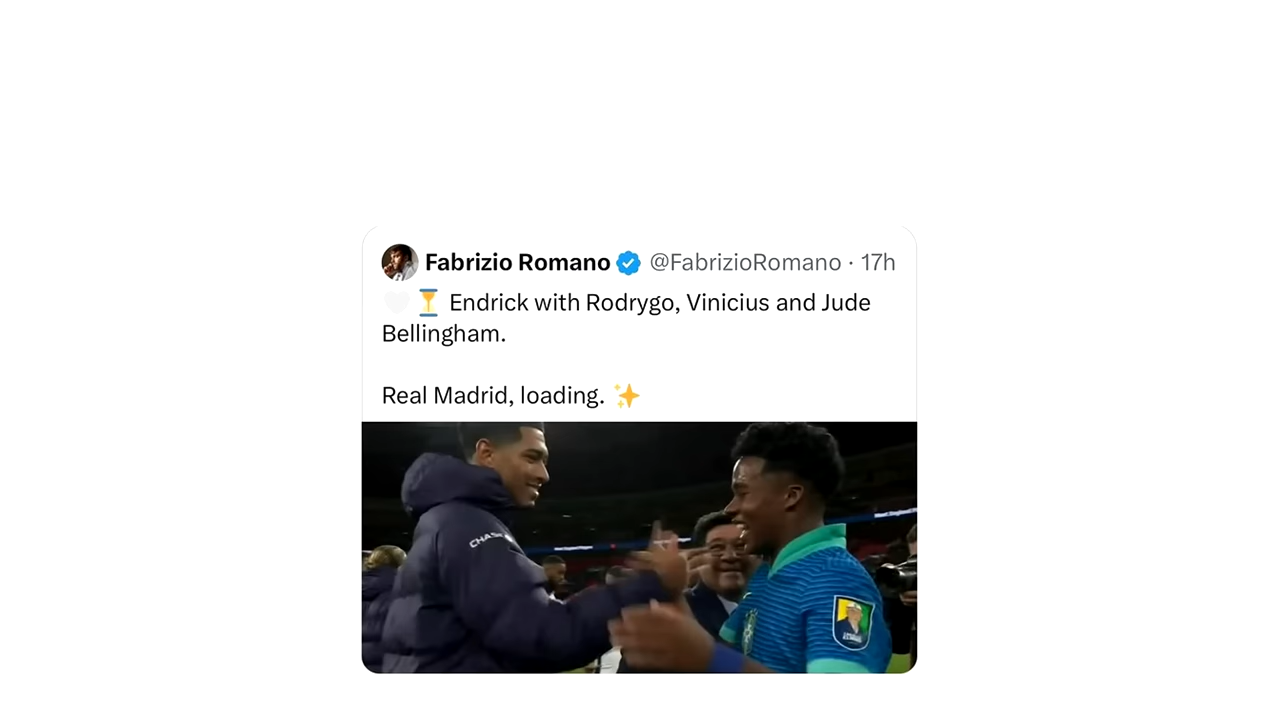 Fabrizio Romano @FabrizioRomano · 17h
🤍⏳ Endrick with Rodrygo, Vinicius and Jude
Bellingham.
Real Madrid, loading. ✨
CHASE